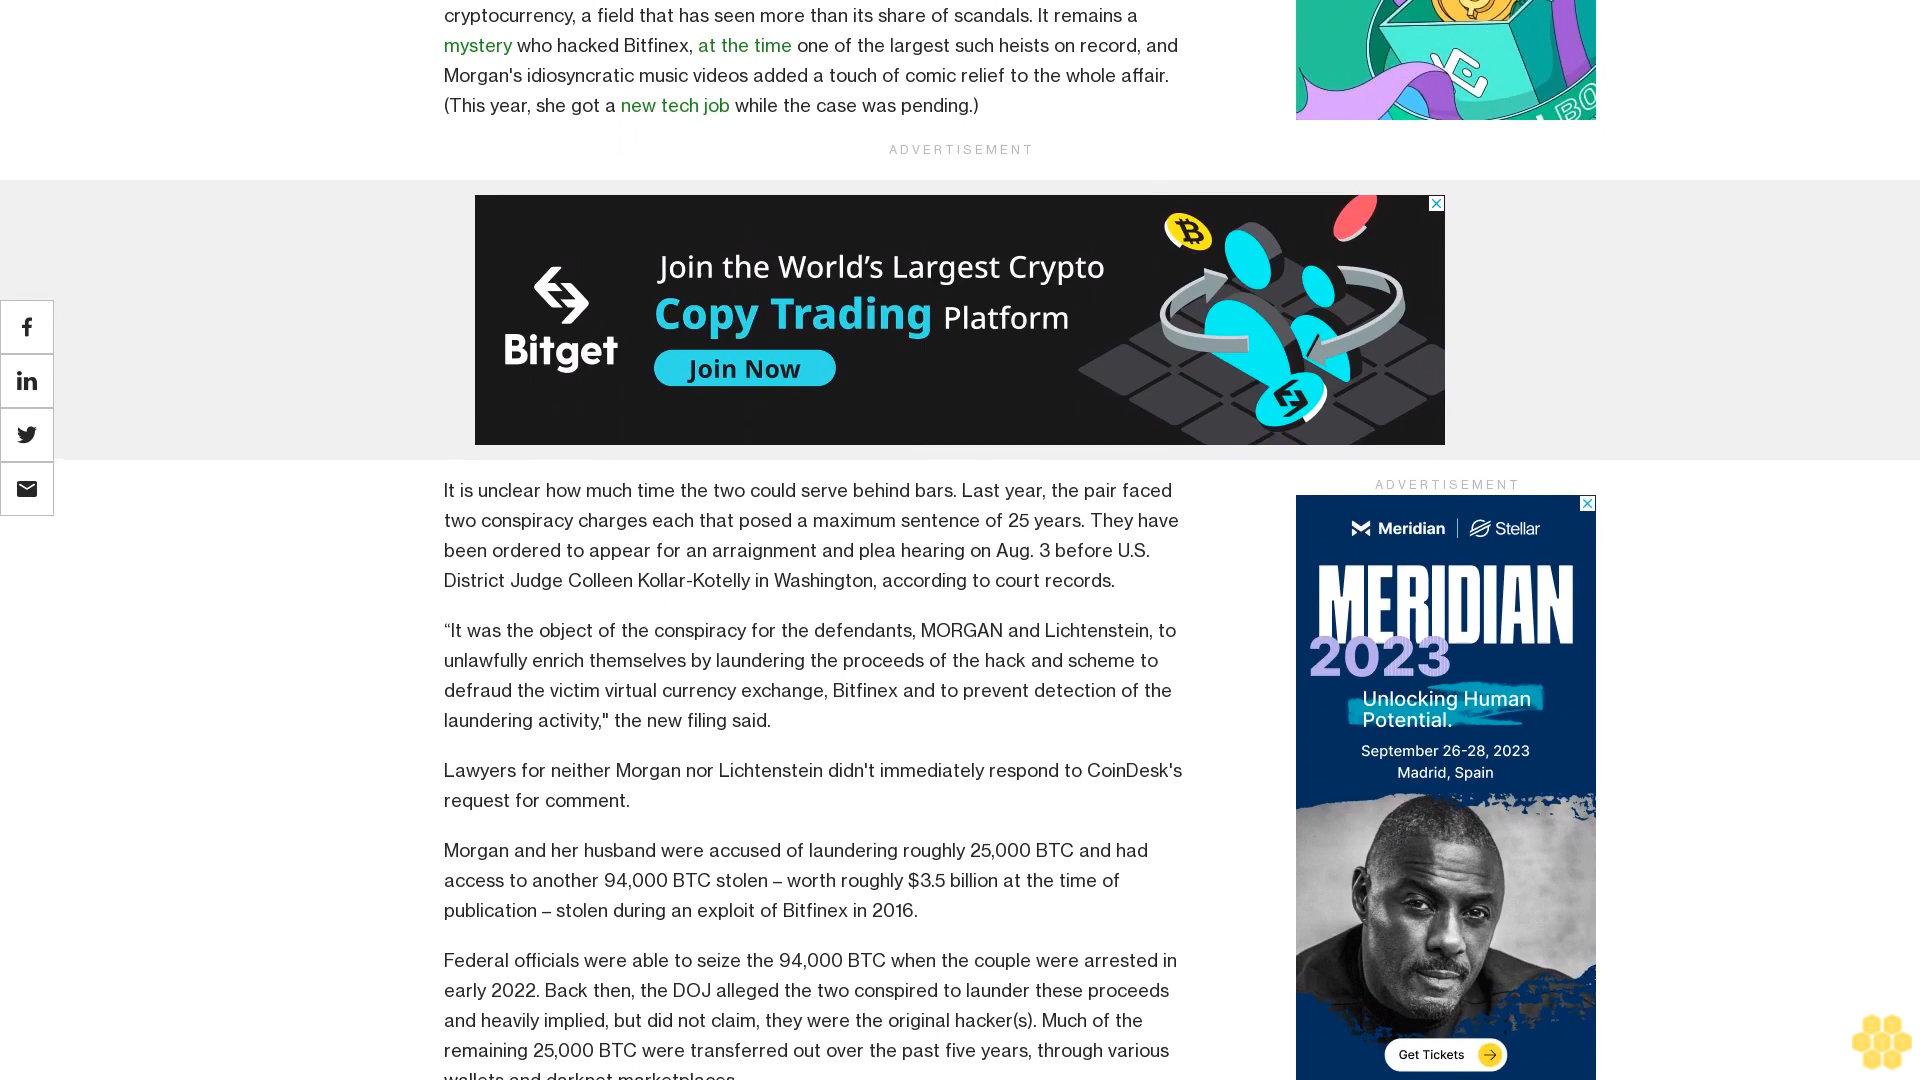 cryptocurrency, a field that has seen more than its share of scandals. It remains a
mystery who hacked Bitfinex, at the time one of the largest such heists on record, and
Morgan's idiosyncratic music videos added a touch of comic relief to the whole affair.
(This year, she got a new tech job while the case was pending.)
ADVERTISEMENT
Join the World's Largest Crypto
Copy Trading Platform
Bitget
Join Now
It is unclear how much time the two could serve behind bars. Last year, the pair faced
two conspiracy charges each that posed a maximum sentence of 25 years. They have
been ordered to appear for an arraignment and plea hearing on Aug. 3 before U.S.
District Judge Colleen Kollar-Kotelly in Washington, according to court records.
“It was the object of the conspiracy for the defendants, MORGAN and Lichtenstein, to
unlawfully enrich themselves by laundering the proceeds of the hack and scheme to
defraud the victim virtual currency exchange, Bitfinex and to prevent detection of the
laundering activity," the new filing said.
Lawyers for neither Morgan nor Lichtenstein didn't immediately respond to CoinDesk's
request for comment.
Morgan and her husband were accused of laundering roughly 25,000 BTC and had
access to another 94,000 BTC stolen – worth roughly $3.5 billion at the time of
publication – stolen during an exploit of Bitfinex in 2016.
Federal officials were able to seize the 94,000 BTC when the couple were arrested in
early 2022. Back then, the DOJ alleged the two conspired to launder these proceeds
and heavily implied, but did not claim, they were the original hacker(s). Much of the
remaining 25,000 BTC were transferred out over the past five years, through various
wallets and darknet marketplaces.
ADVERTISEMENT
Meridian | Stellar
MERIDIAN
2023
Unlocking Human
Potential.
September 26-28, 2023
Madrid, Spain
Get Tickets